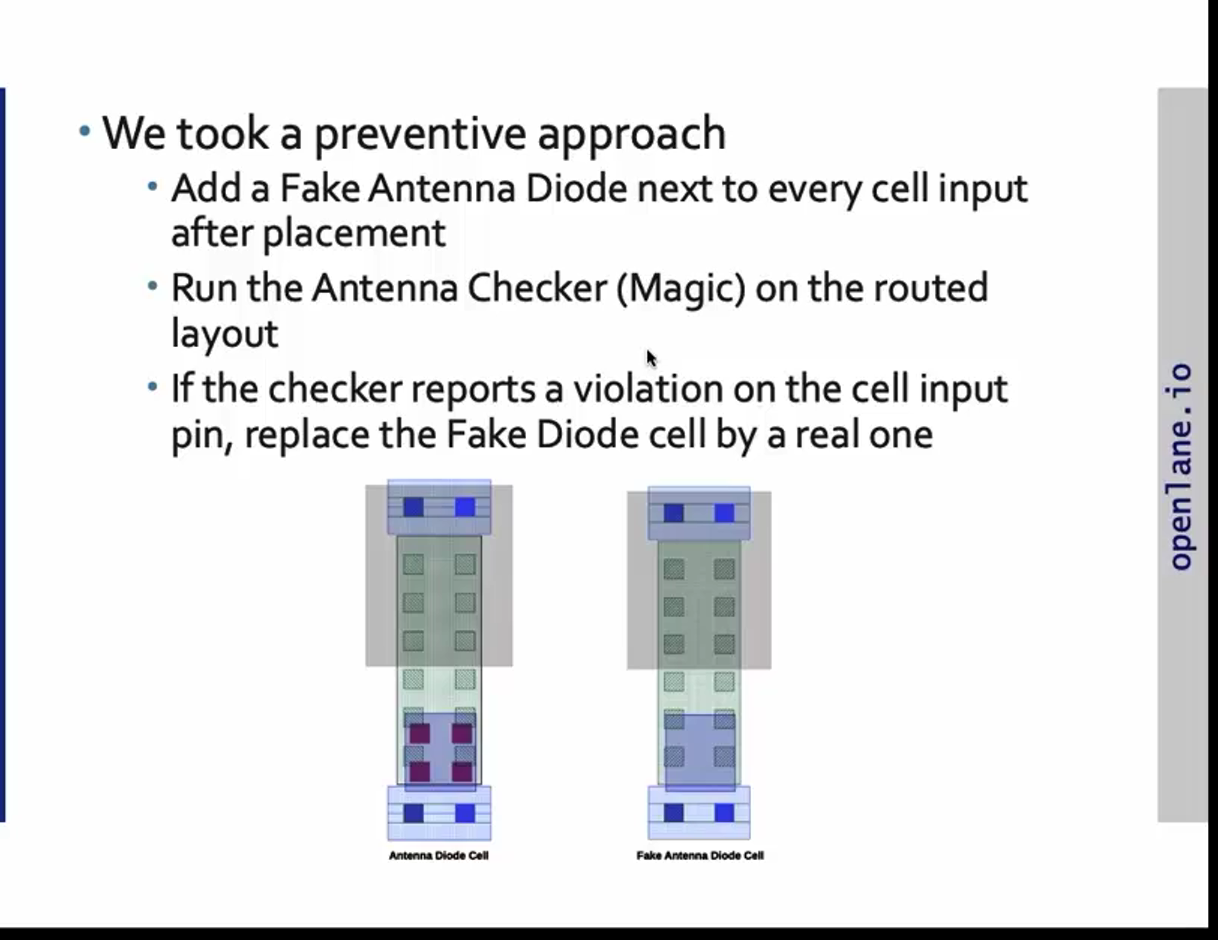 We took a preventive approach
Add a Fake Antenna Diode next to every cell input
after placement
Run the Antenna Checker (Magic) on the routed
layout
If the checker reports a violation on the cell input
pin, replace the Fake Diode cell by a real one
Antenna Diode Cell
Fake Antenna Diode Cell
openlane.io